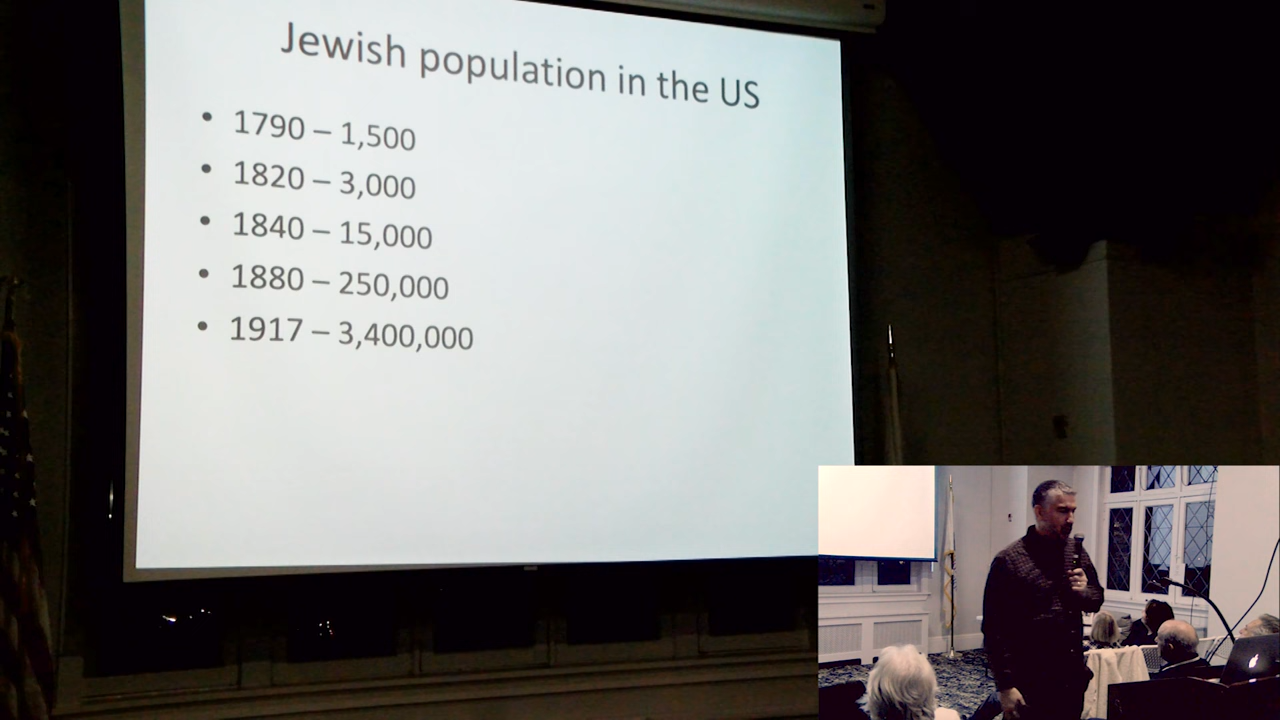 Jewish population in the US
• 1790 – 1,500
• 1820 – 3,000
• 1840 – 15,000
• 1880 – 250,000
• 1917 – 3,400,000